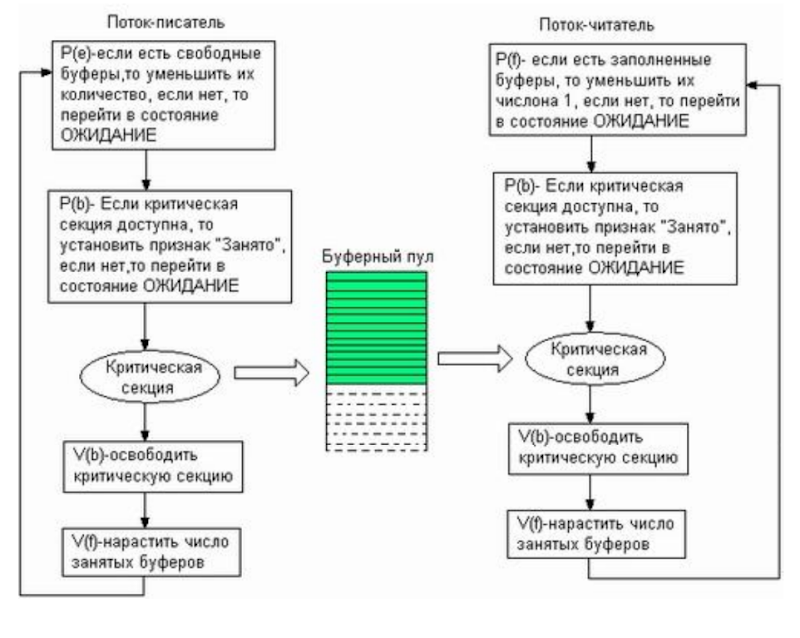 Поток-писатель
P(e)-если есть свободные
буферы,то уменьшить их
количество, если нет, то
перейти в состояние
ОЖИДАНИЕ
P(b)- Если критическая
секция доступна, то
установить признак "Занято",
если нет,то перейти в
состояние ОЖИДАНИЕ
Критическая
секция
V(b)-освободить
критическую секцию
V(f)-нарастить число
занятых буферов
Буферный пул
Поток-читатель
P(f)- если есть заполненные
буферы, то уменьшить их
числона 1, если нет, то перейти
в состояние ОЖИДАНИЕ
P(b)- Если критическая
секция доступна, то
установить признак "Занято",
если нет,то перейти в
состояние ОЖИДАНИЕ
Критическая
секция
V(b)-освободить
критическую секцию
V(f)-нарастить число
занятых буферов